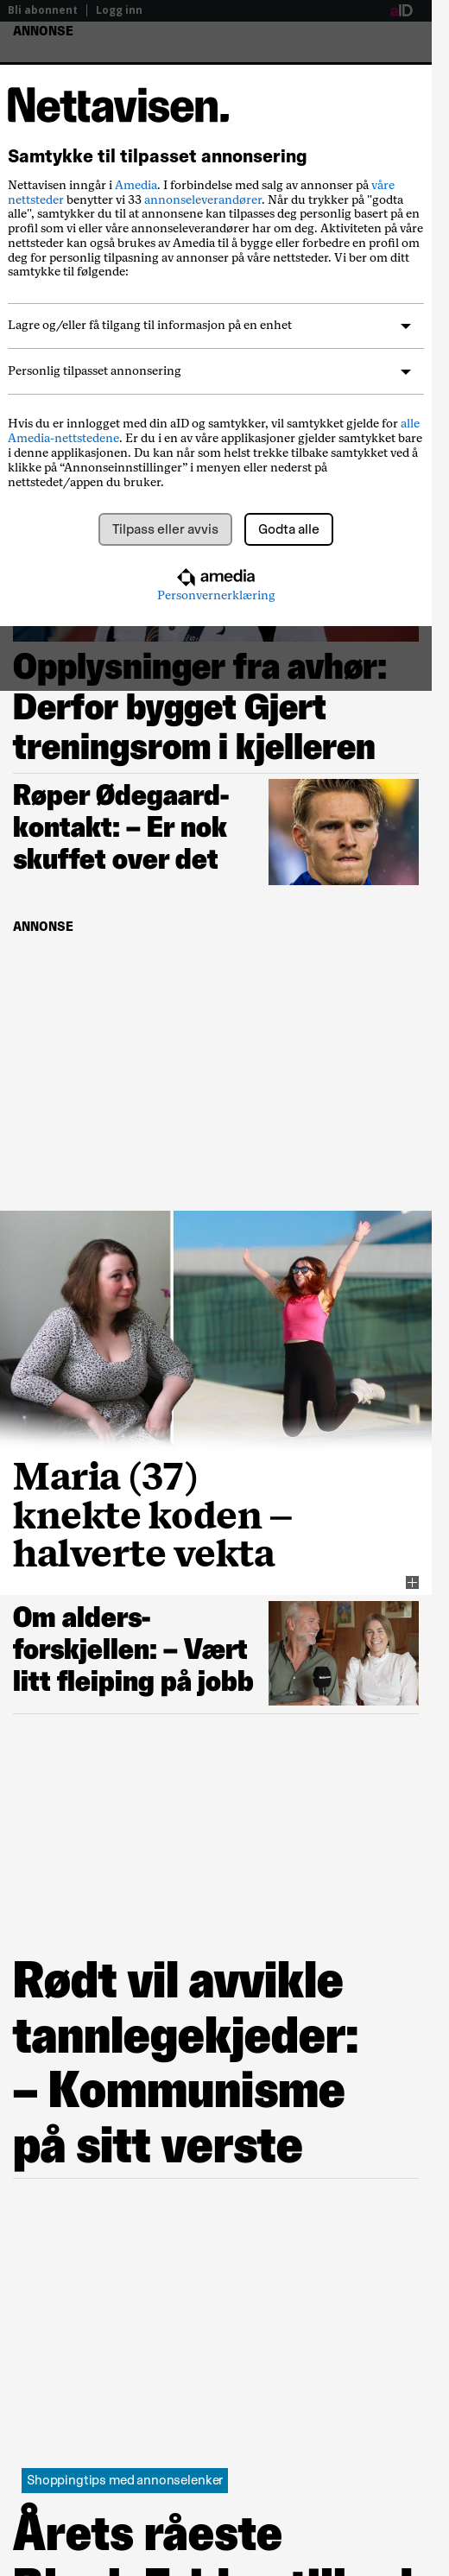 Bli abonnent | Logg inn
aID
ANNONSE
Nettavisen.
Samtykke til tilpasset annonsering
Nettavisen inngår i Amedia. I forbindelse med salg av annonser på våre
nettsteder benytter vi 33 annonseleverandører. Når du trykker på "godta
alle", samtykker du til at annonsene kan tilpasses deg personlig basert på en
profil som vi eller våre annonseleverandører har om deg. Aktiviteten på våre
nettsteder kan også brukes av Amedia til å bygge eller forbedre en profil om
deg for personlig tilpasning av annonser på våre nettsteder. Vi ber om ditt
samtykke til følgende:
Lagre og/eller få tilgang til informasjon på en enhet
Personlig tilpasset annonsering
Hvis du er innlogget med din aID og samtykker, vil samtykket gjelde for alle
Amedia-nettstedene. Er du i en av våre applikasjoner gjelder samtykket bare
i denne applikasjonen. Du kan når som helst trekke tilbake samtykket ved å
klikke på “Annonseinnstillinger” i menyen eller nederst på
nettstedet/appen du bruker.
Tilpass eller avvis
Godta alle
amedia
Personvernerklæring
Opplysninger fra avhør:
Derfor bygget Gjert
treningsrom i kjelleren
Røper Ødegaard-
kontakt: – Er nok
skuffet over det
ANNONSE
Maria (37)
knekte koden –
halverte vekta
Om alders-
forskjellen: – Vært
litt fleiping på jobb
Rødt vil avvikle
tannlegekjeder:
– Kommunisme
på sitt verste
Shoppingtips med annonselenker
Årets råeste